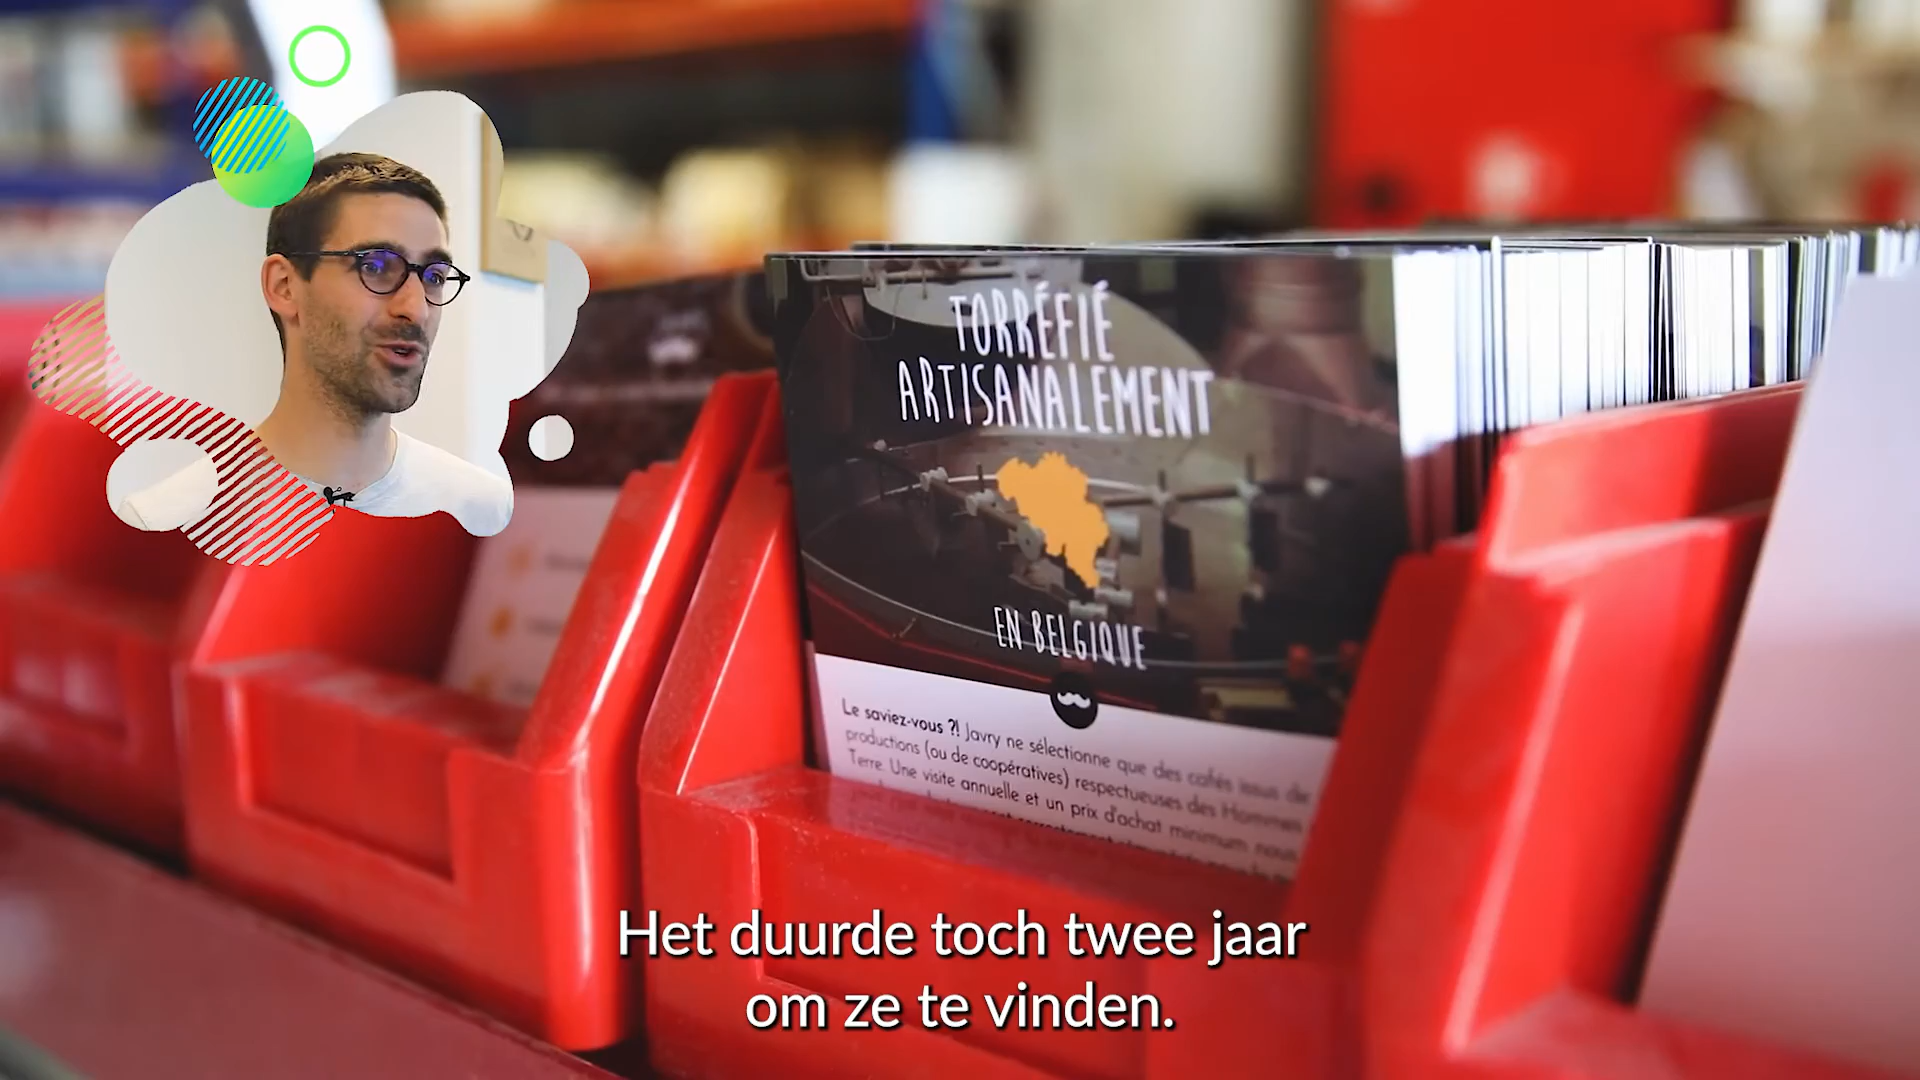 TORRÉFIÉ
ARTISANALEMENT
EN BELGIQUE
Le saviez-vous ?! Javry ne sélectionne que des cafés issus de
productions (ou de coopératives) respectueuses des Hommes
Terre. Une visite annuelle et un prix d'achat minimum nous
Het duurde toch twee jaar
om ze te vinden.